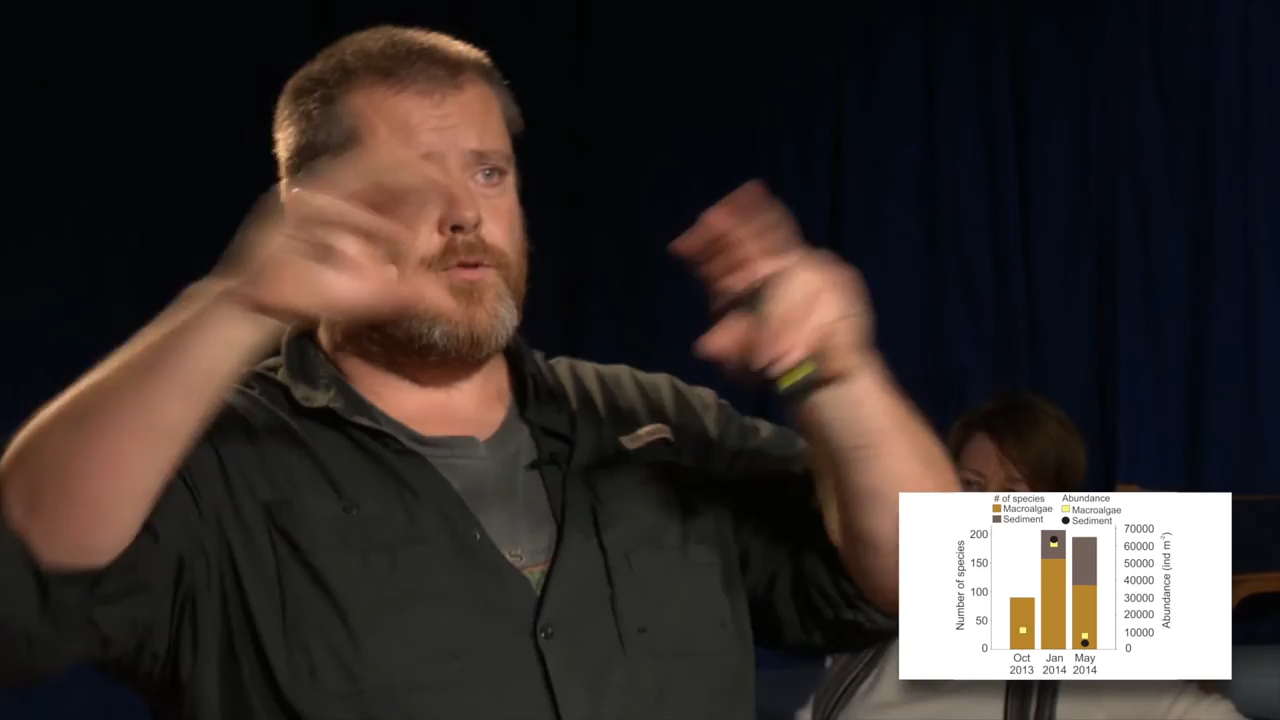 # of species
Macroalgae
Sediment
Abundance
Macroalgae
Sediment
Number of species
200
150
100
50
0
70000
60000
50000
40000
30000
20000
10000
0
Abundance (ind m⁻²)
Oct
2013
Jan
2014
May
2014